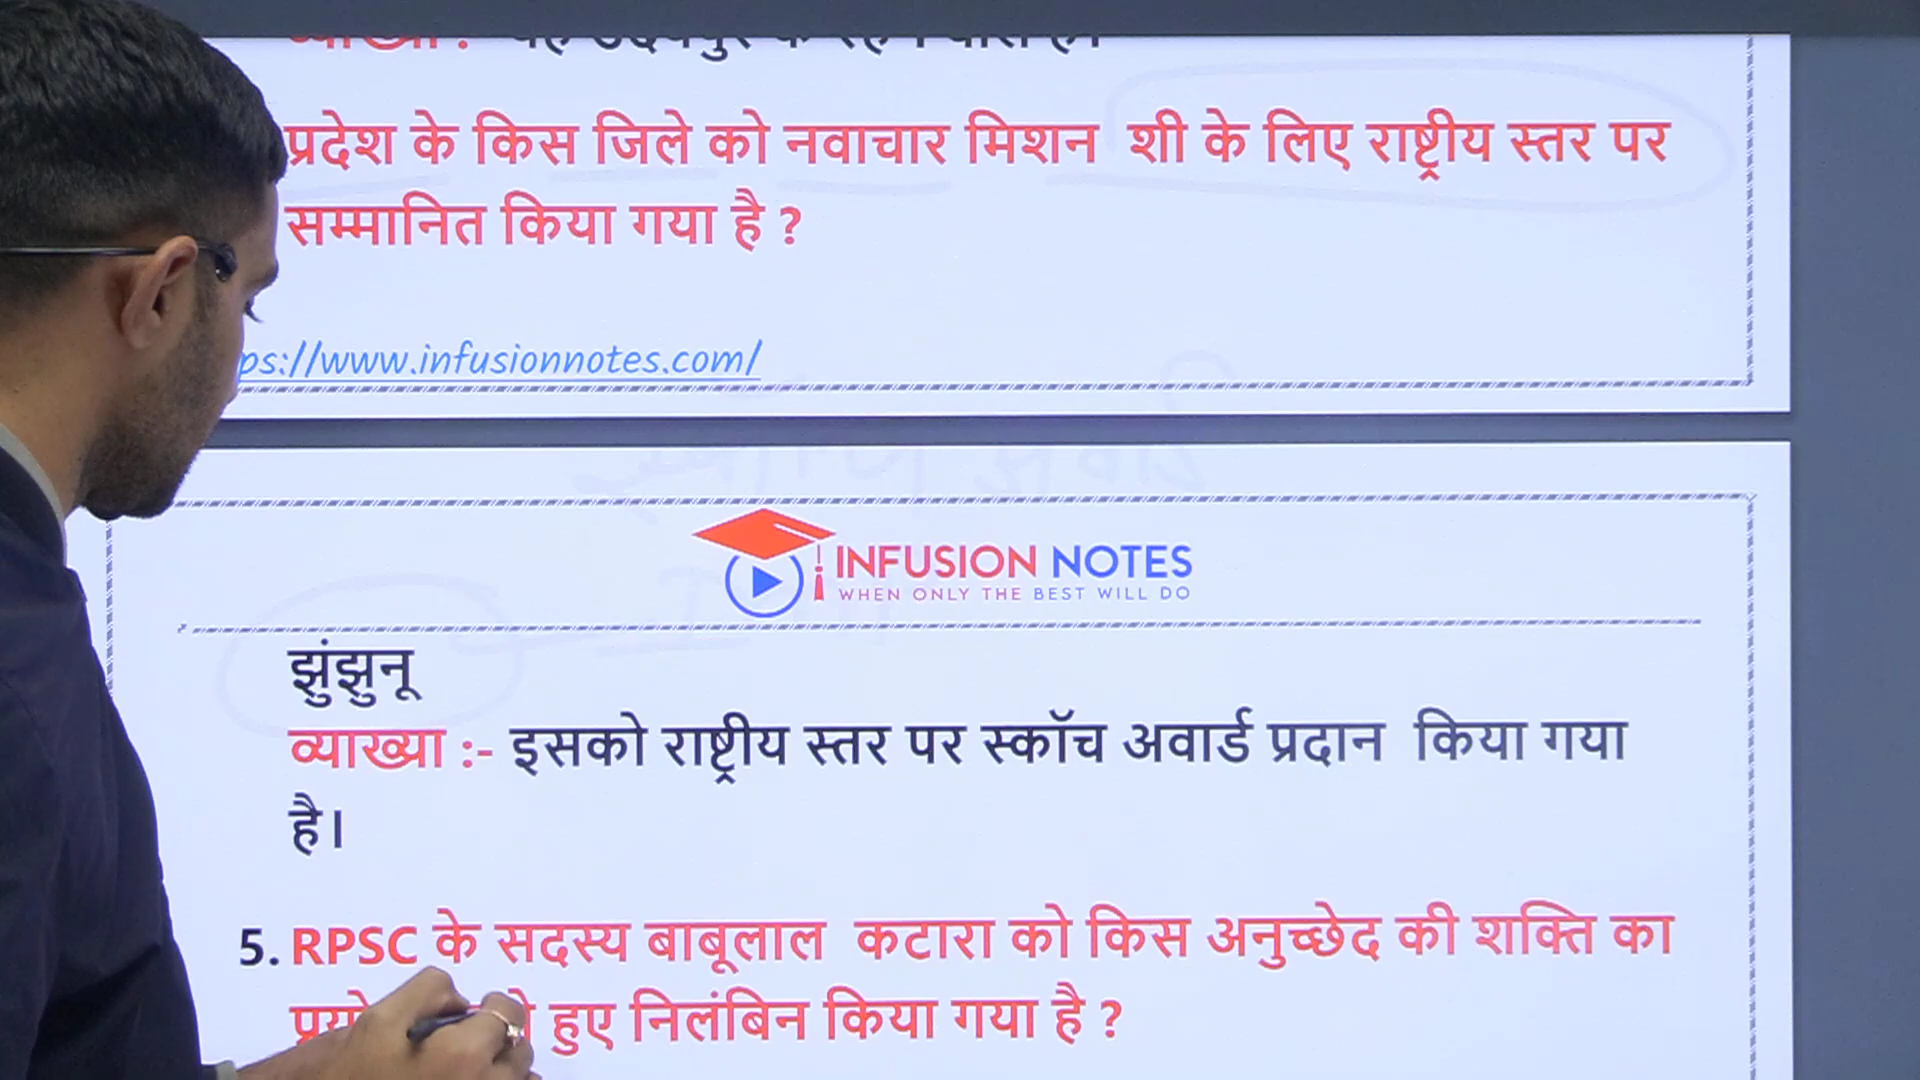 प्रदेश के किस जिले को नवाचार मिशन शी के लिए राष्ट्रीय स्तर पर
सम्मानित किया गया है ?
ps://www.infusionnotes.com/
INFUSION NOTES
WHEN ONLY THE BEST WILL DO
झुंझुनू
व्याख्या :- इसको राष्ट्रीय स्तर पर स्कॉच अवार्ड प्रदान किया गया
है।
5. RPSC के सदस्य बाबूलाल कटारा को किस अनुच्छेद की शक्ति का
हुए निलंबिन किया गया है ?